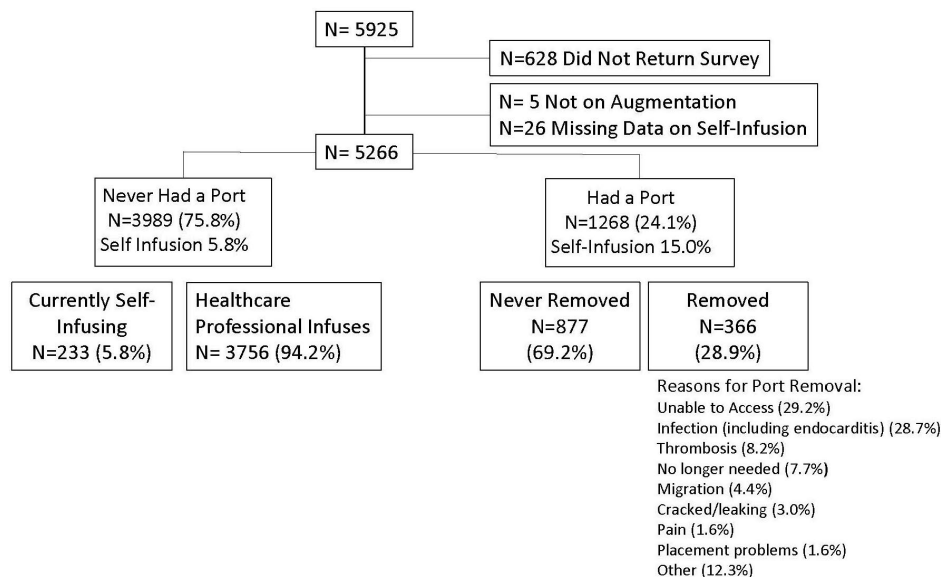 N= 5925
N=628 Did Not Return Survey
N= 5 Not on Augmentation
N=26 Missing Data on Self-Infusion
N= 5266
Never Had a Port
N=3989 (75.8%)
Self Infusion 5.8%
Had a Port
N=1268 (24.1%)
Self-Infusion 15.0%
Currently Self-
Infusing
N=233 (5.8%)
Healthcare
Professional Infuses
N= 3756 (94.2%)
Never Removed
N=877
(69.2%)
Removed
N=366
(28.9%)
Reasons for Port Removal:
Unable to Access (29.2%)
Infection (including endocarditis) (28.7%)
Thrombosis (8.2%)
No longer needed (7.7%)
Migration (4.4%)
Cracked/leaking (3.0%)
Pain (1.6%)
Placement problems (1.6%)
Other (12.3%)